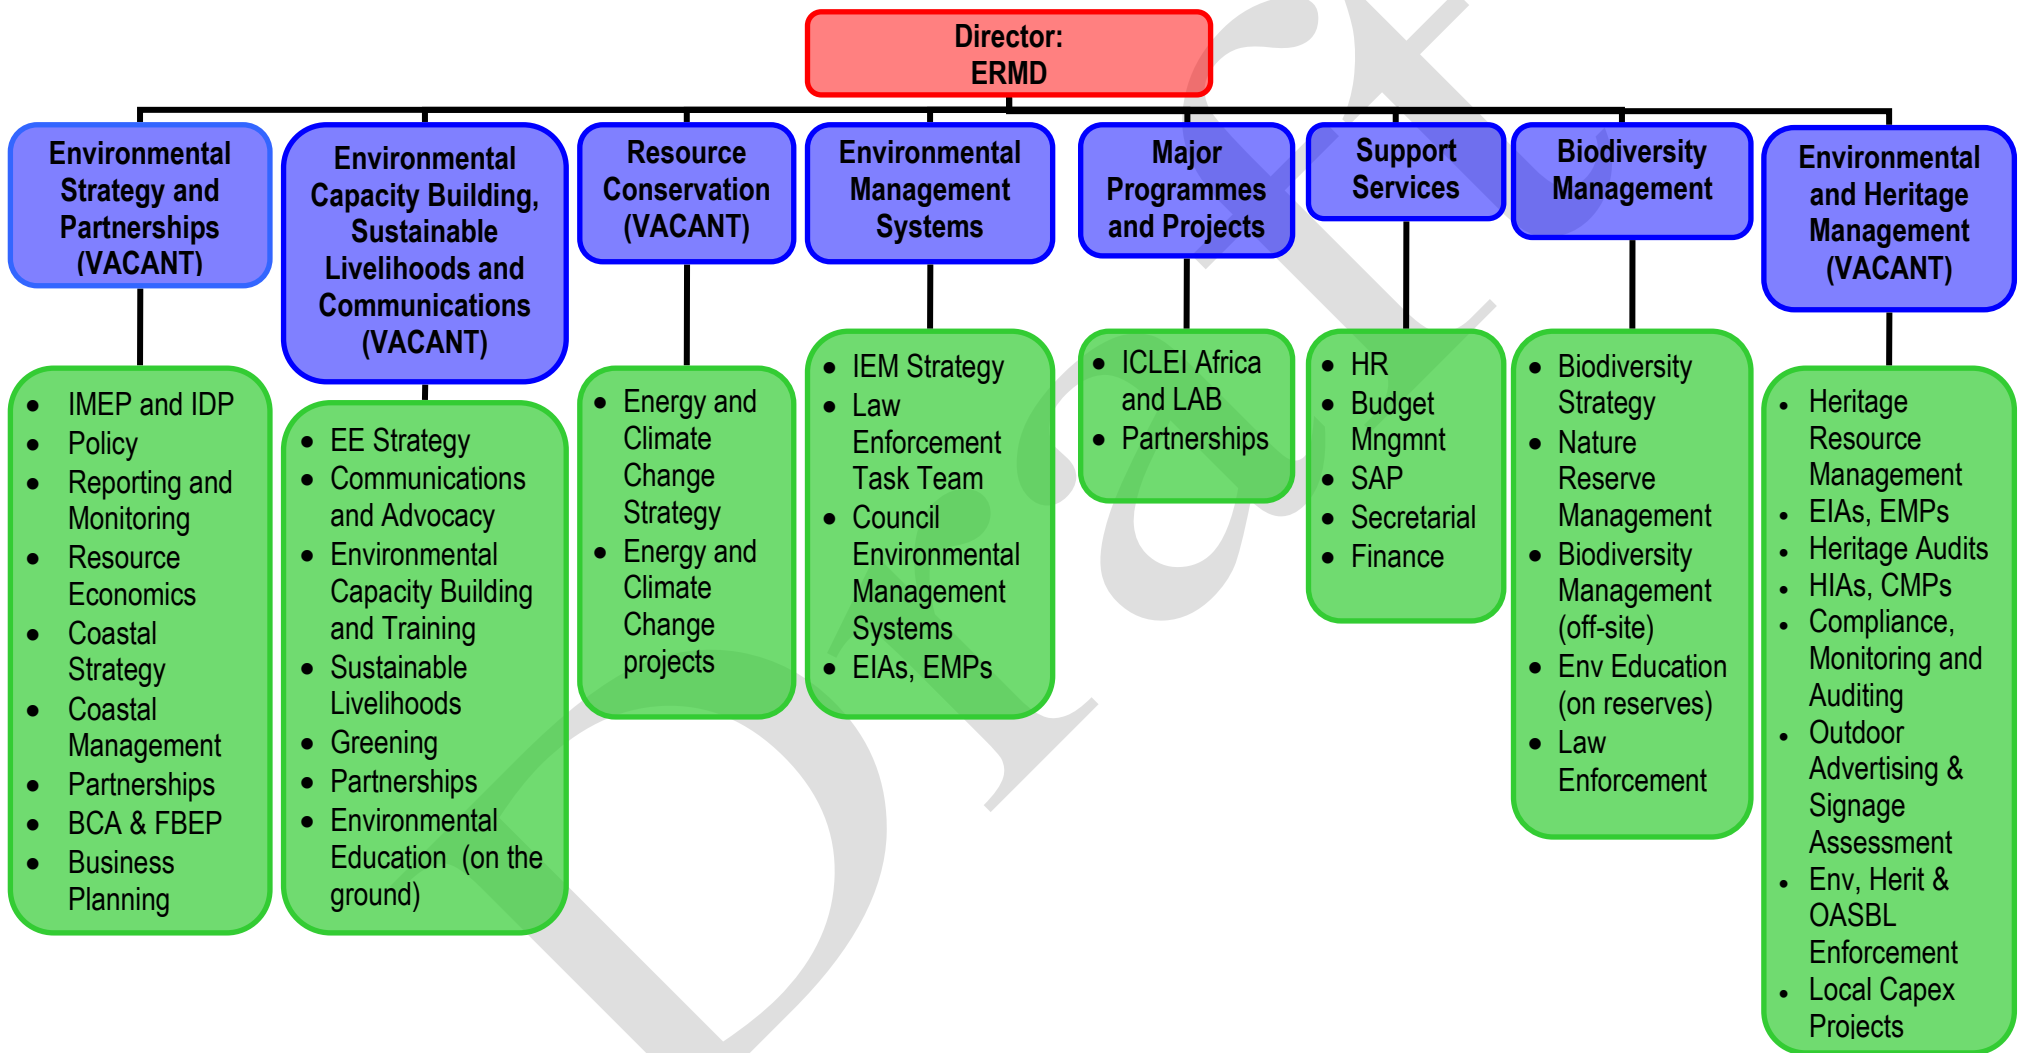 Director:
ERMD
Environmental
Strategy and
Partnerships
(VACANT)
Environmental
Capacity Building,
Sustainable
Livelihoods and
Communications
(VACANT)
Resource
Conservation
(VACANT)
Environmental
Management
Systems
Major
Programmes
and Projects
Support
Services
Biodiversity
Management
Environmental
and Heritage
Management
(VACANT)
• IMEP and IDP
• Policy
• Reporting and
Monitoring
• Resource
Economics
• Coastal
Strategy
• Coastal
Management
• Partnerships
• BCA & FBEP
• Business
Planning
• EE Strategy
• Communications
and Advocacy
• Environmental
Capacity Building
and Training
• Sustainable
Livelihoods
• Greening
• Partnerships
• Environmental
Education (on the
ground)
• Energy and
Climate
Change
Strategy
• Energy and
Climate
Change
projects
• IEM Strategy
• Law
Enforcement
Task Team
• Council
Environmental
Management
Systems
• EIAs, EMPs
• ICLEI Africa
and LAB
• Partnerships
• HR
• Budget
Mngmnt
• SAP
• Secretarial
• Finance
• Biodiversity
Strategy
• Nature
Reserve
Management
• Biodiversity
Management
(off-site)
• Env Education
(on reserves)
• Law
Enforcement
• Heritage
Resource
Management
• EIAs, EMPs
• Heritage Audits
• HIAs, CMPs
• Compliance,
Monitoring and
Auditing
• Outdoor
Advertising &
Signage
Assessment
• Env, Herit &
OASBL
Enforcement
• Local Capex
Projects
Draft